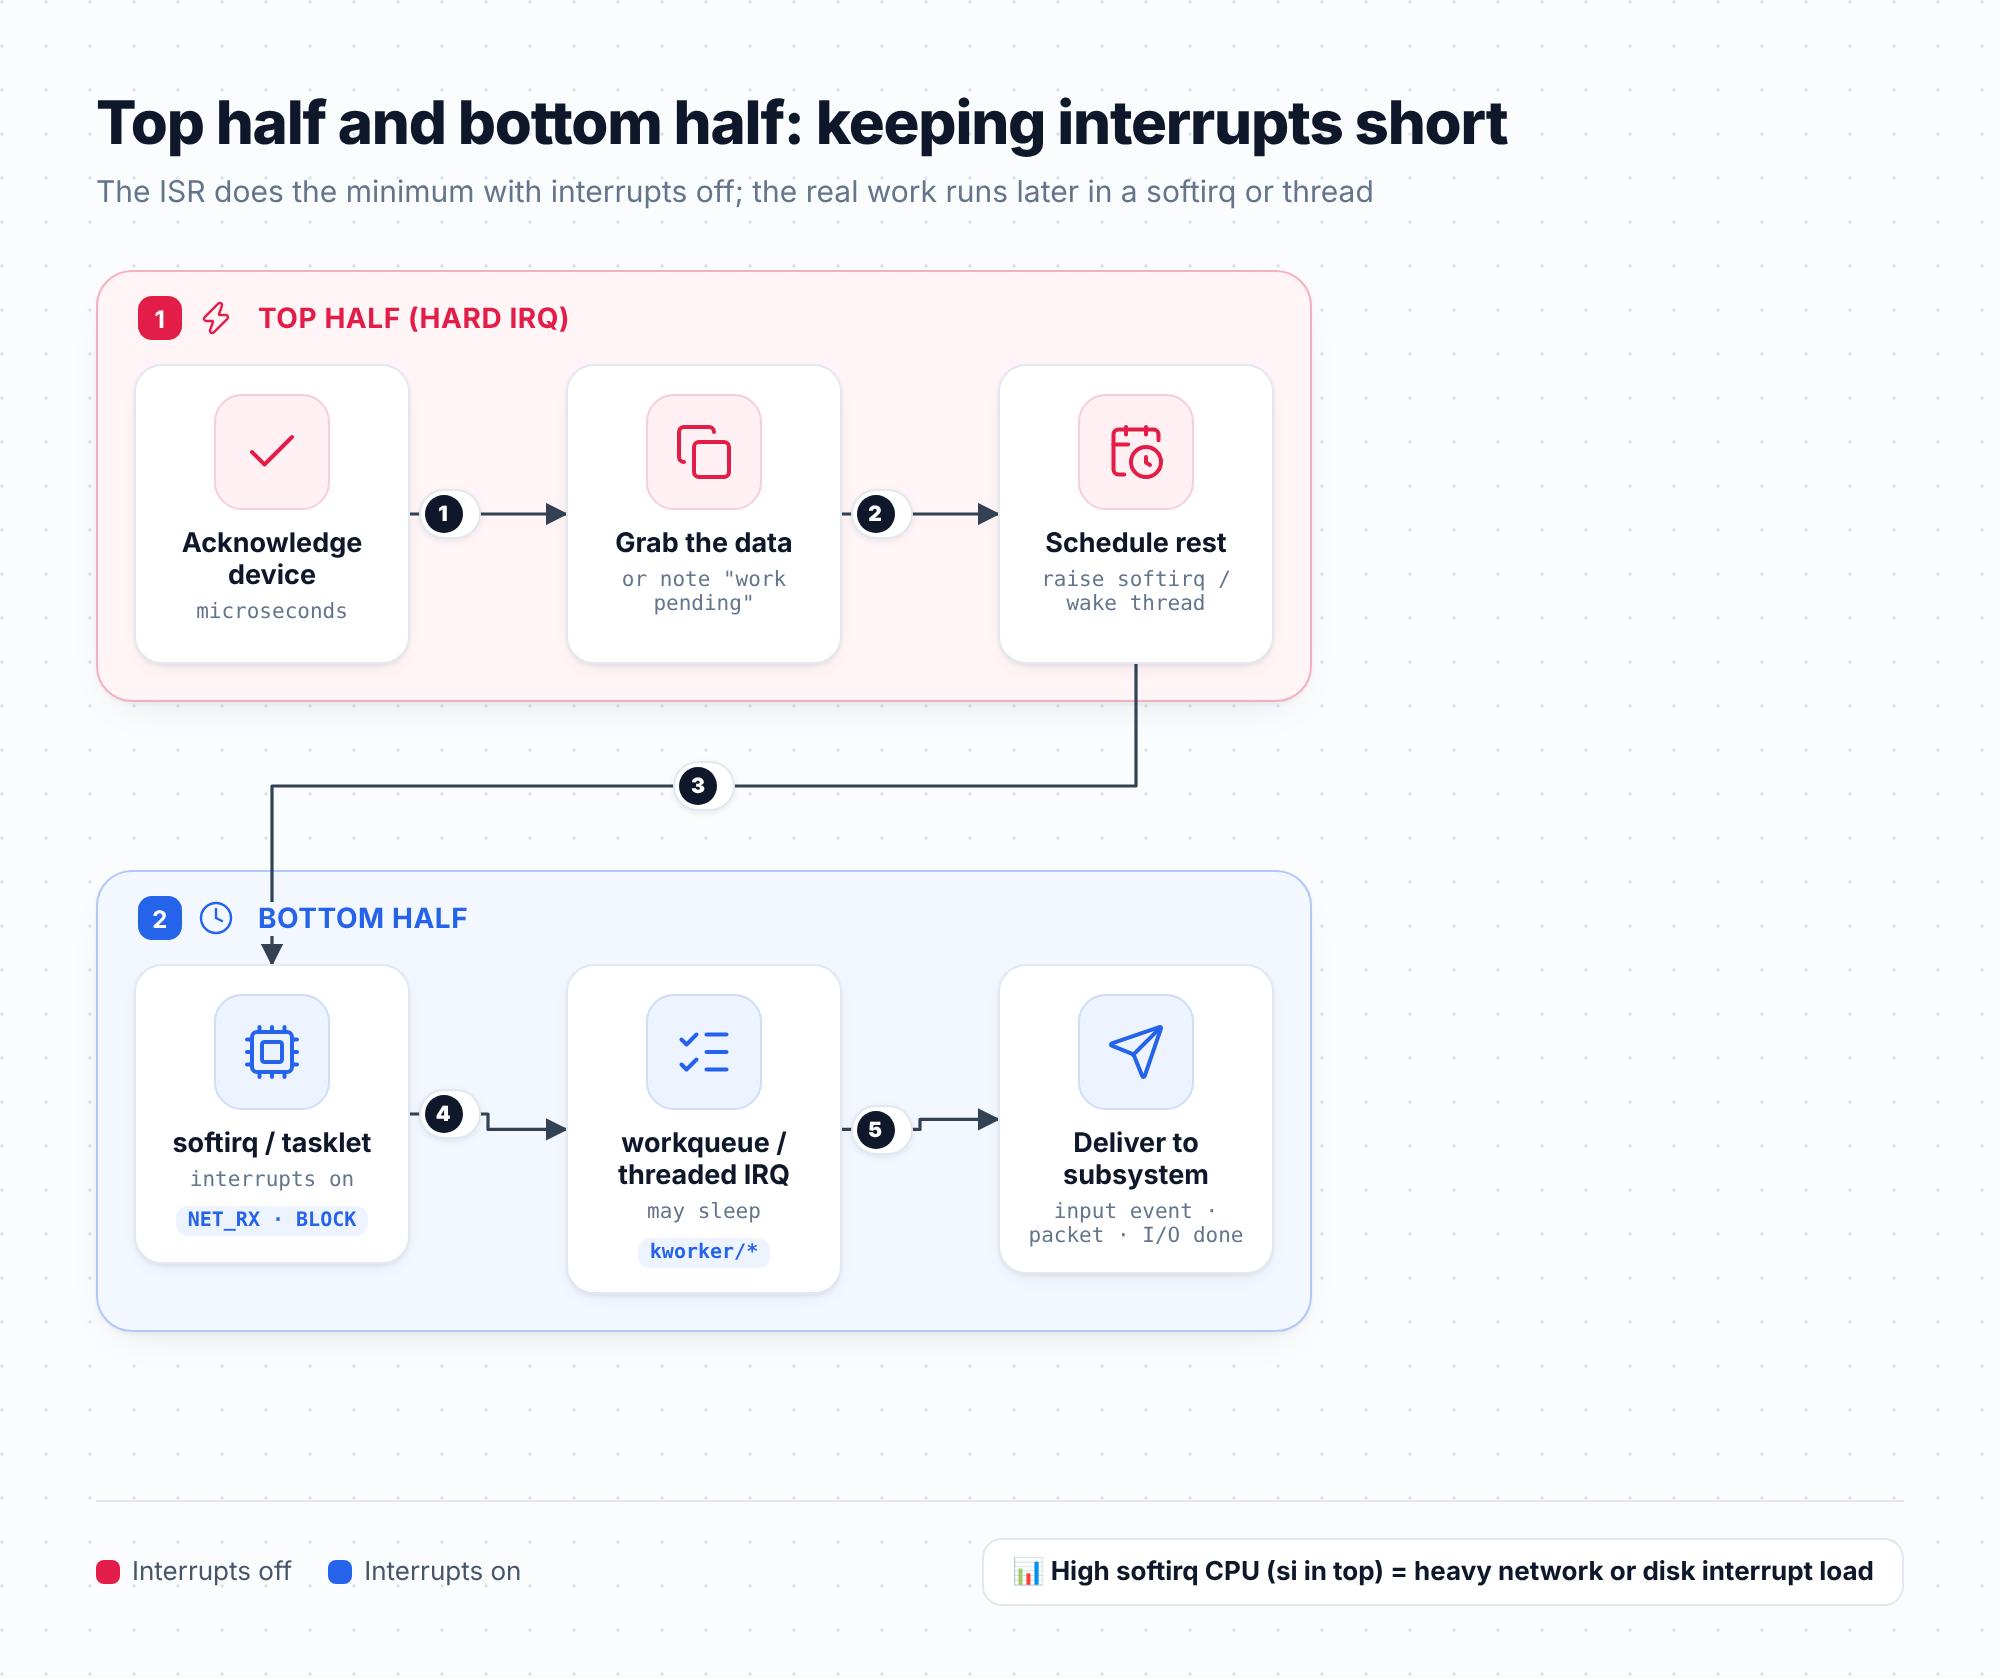 Top half and bottom half: keeping interrupts short
The ISR does the minimum with interrupts off; the real work runs later in a softirq or thread
1 TOP HALF (HARD IRQ)
Acknowledge
device
microseconds
1
Grab the data
or note "work
pending"
2
Schedule rest
raise softirq /
wake thread
3
2 BOTTOM HALF
softirq / tasklet
interrupts on
NET_RX · BLOCK
4
workqueue /
threaded IRQ
may sleep
kworker/*
5
Deliver to
subsystem
input event ·
packet · I/O done
Interrupts off
Interrupts on
📊 High softirq CPU (si in top) = heavy network or disk interrupt load